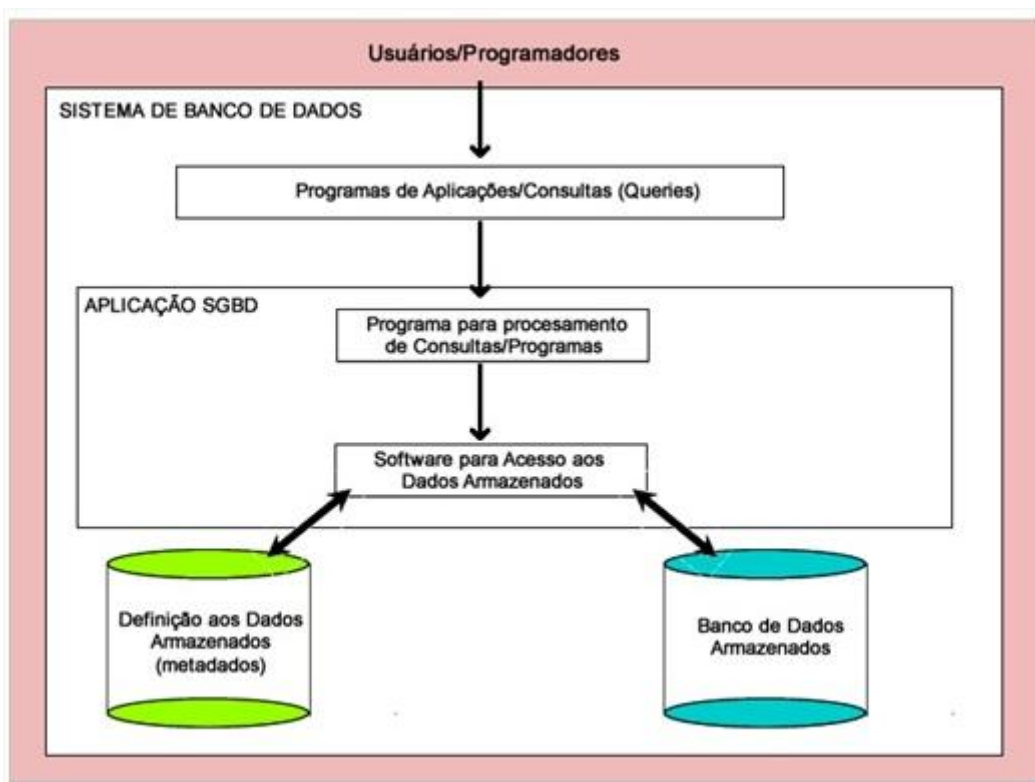 Usuários/Programadores
SISTEMA DE BANCO DE DADOS
Programas de Aplicações/Consultas (Queries)
APLICAÇÃO SGBD
Programa para procesamento
de Consultas/Programas
Software para Acesso aos
Dados Armazenados
Definição aos Dados
Armazenados
(metadados)
Banco de Dados
Armazenados